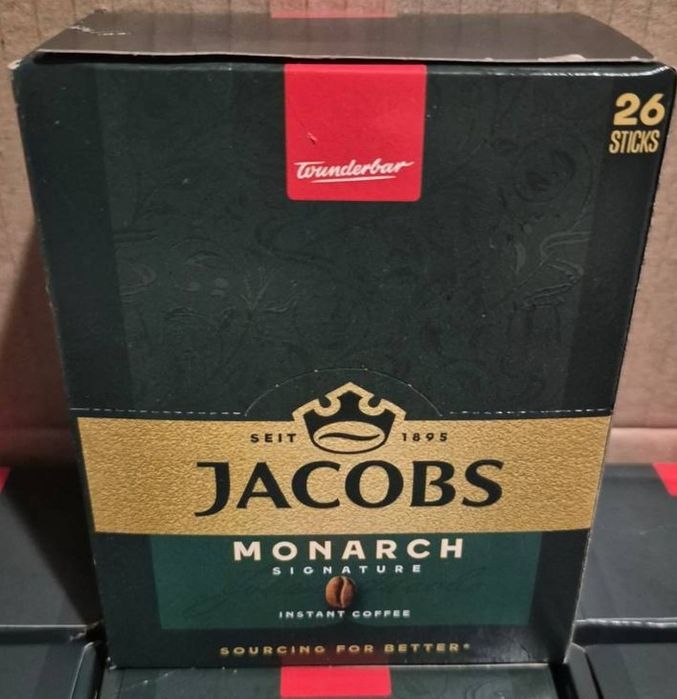 Wunderbar
26
STICKS
SEIT 1895
JACOBS
MONARCH
SIGNATURE
INSTANT COFFEE
SOURCING FOR BETTER*